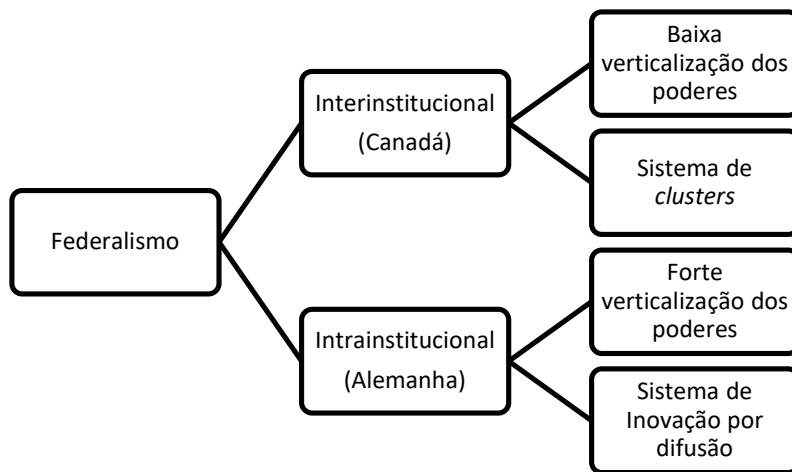 Federalismo
Interinstitucional
(Canadá)
Baixa
verticalização dos
poderes
Sistema de
clusters
Intrainstitucional
(Alemanha)
Forte
verticalização dos
poderes
Sistema de
Inovação por
difusão